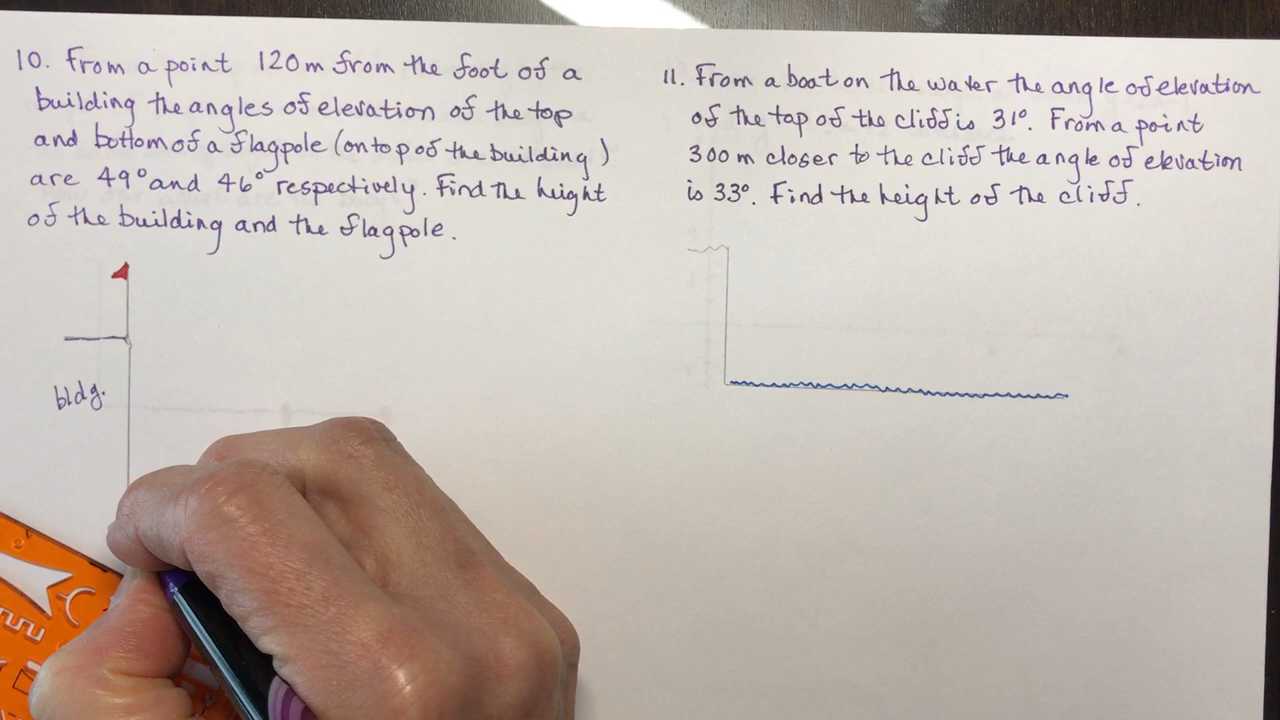 10. From a point 120m from the foot of a
building the angles of elevation of the top
and bottom of a flagpole (on top of the building)
are 49° and 46° respectively. Find the height
of the building and the flagpole.
bldg.
11. From a boat on the water the angle of elevation
of the top of the cliff is 31°. From a point
300 m closer to the cliff the angle of elevation
is 33°. Find the height of the cliff.